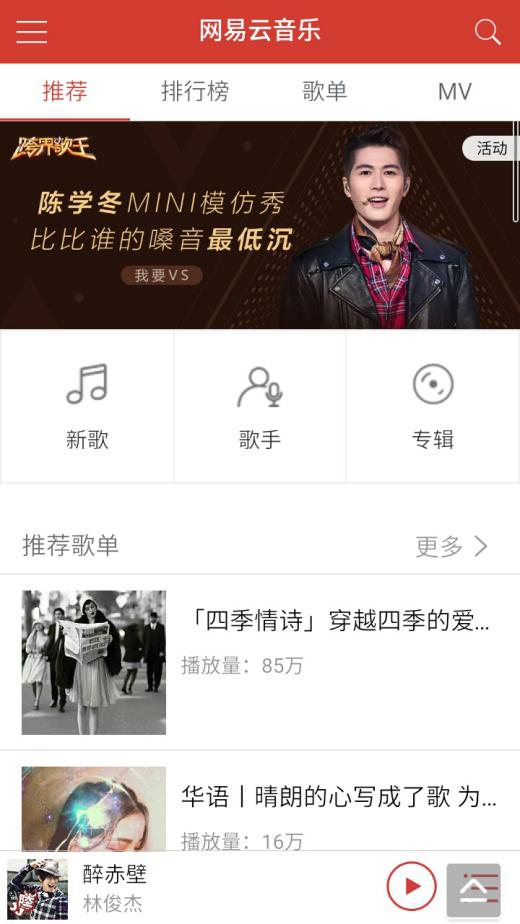 网易云音乐
推荐
排行榜
歌单
MV
跨界歌王
活动
陈学冬MINI模仿秀
比比谁的嗓音最低沉
我要VS
新歌
歌手
专辑
推荐歌单
更多
「四季情诗」穿越四季的爱...
播放量：85万
华语丨晴朗的心写成了歌 为...
播放量：16万
醉赤壁
林俊杰